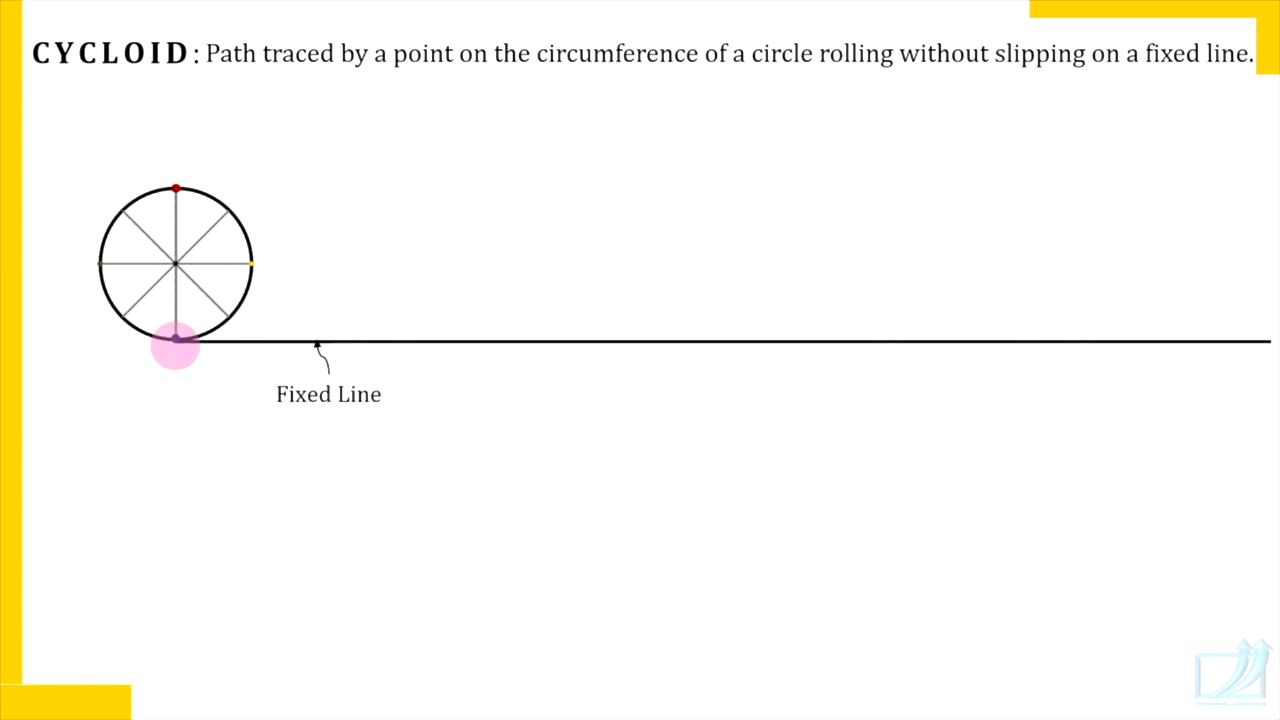 CYCLOID: Path traced by a point on the circumference of a circle rolling without slipping on a fixed line.
Fixed Line